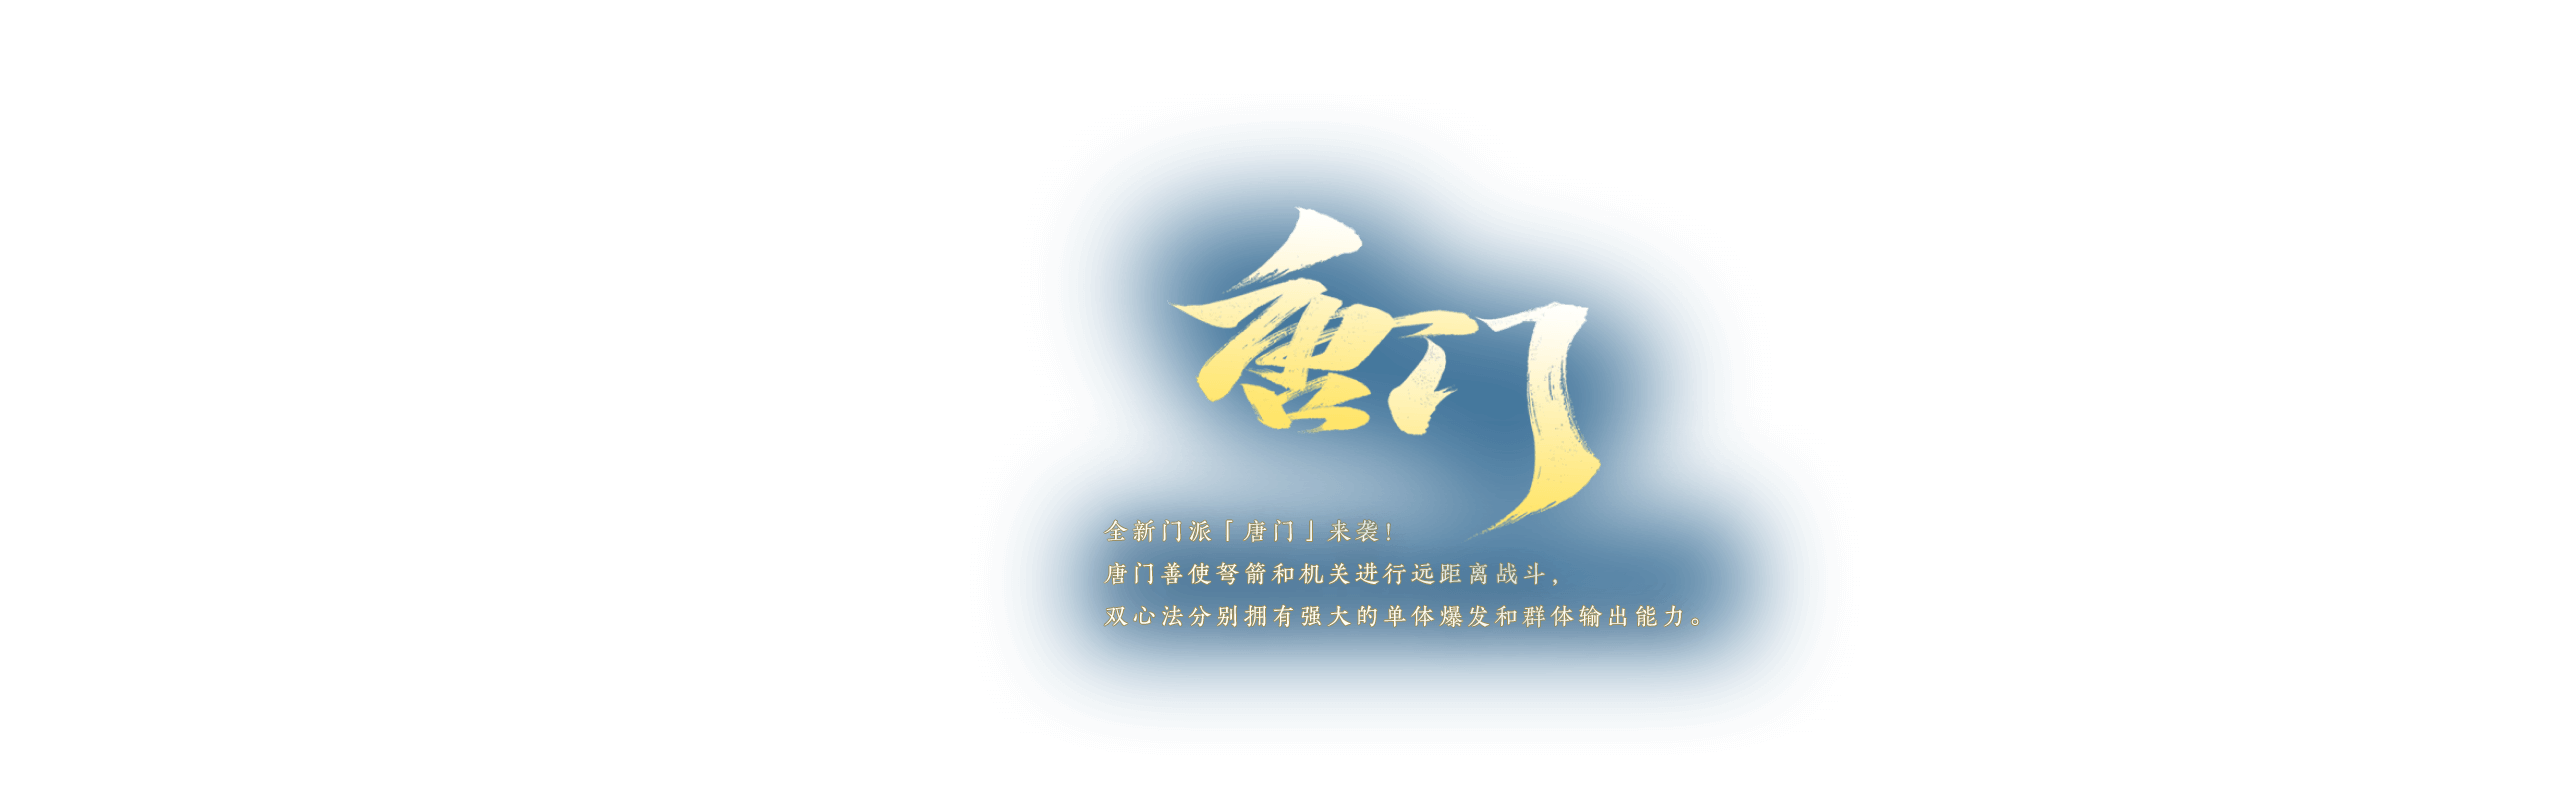 唐门
全新门派「唐门」来袭!
唐门善使弩箭和机关进行远距离战斗,
双心法分别拥有强大的单体爆发和群体输出能力。